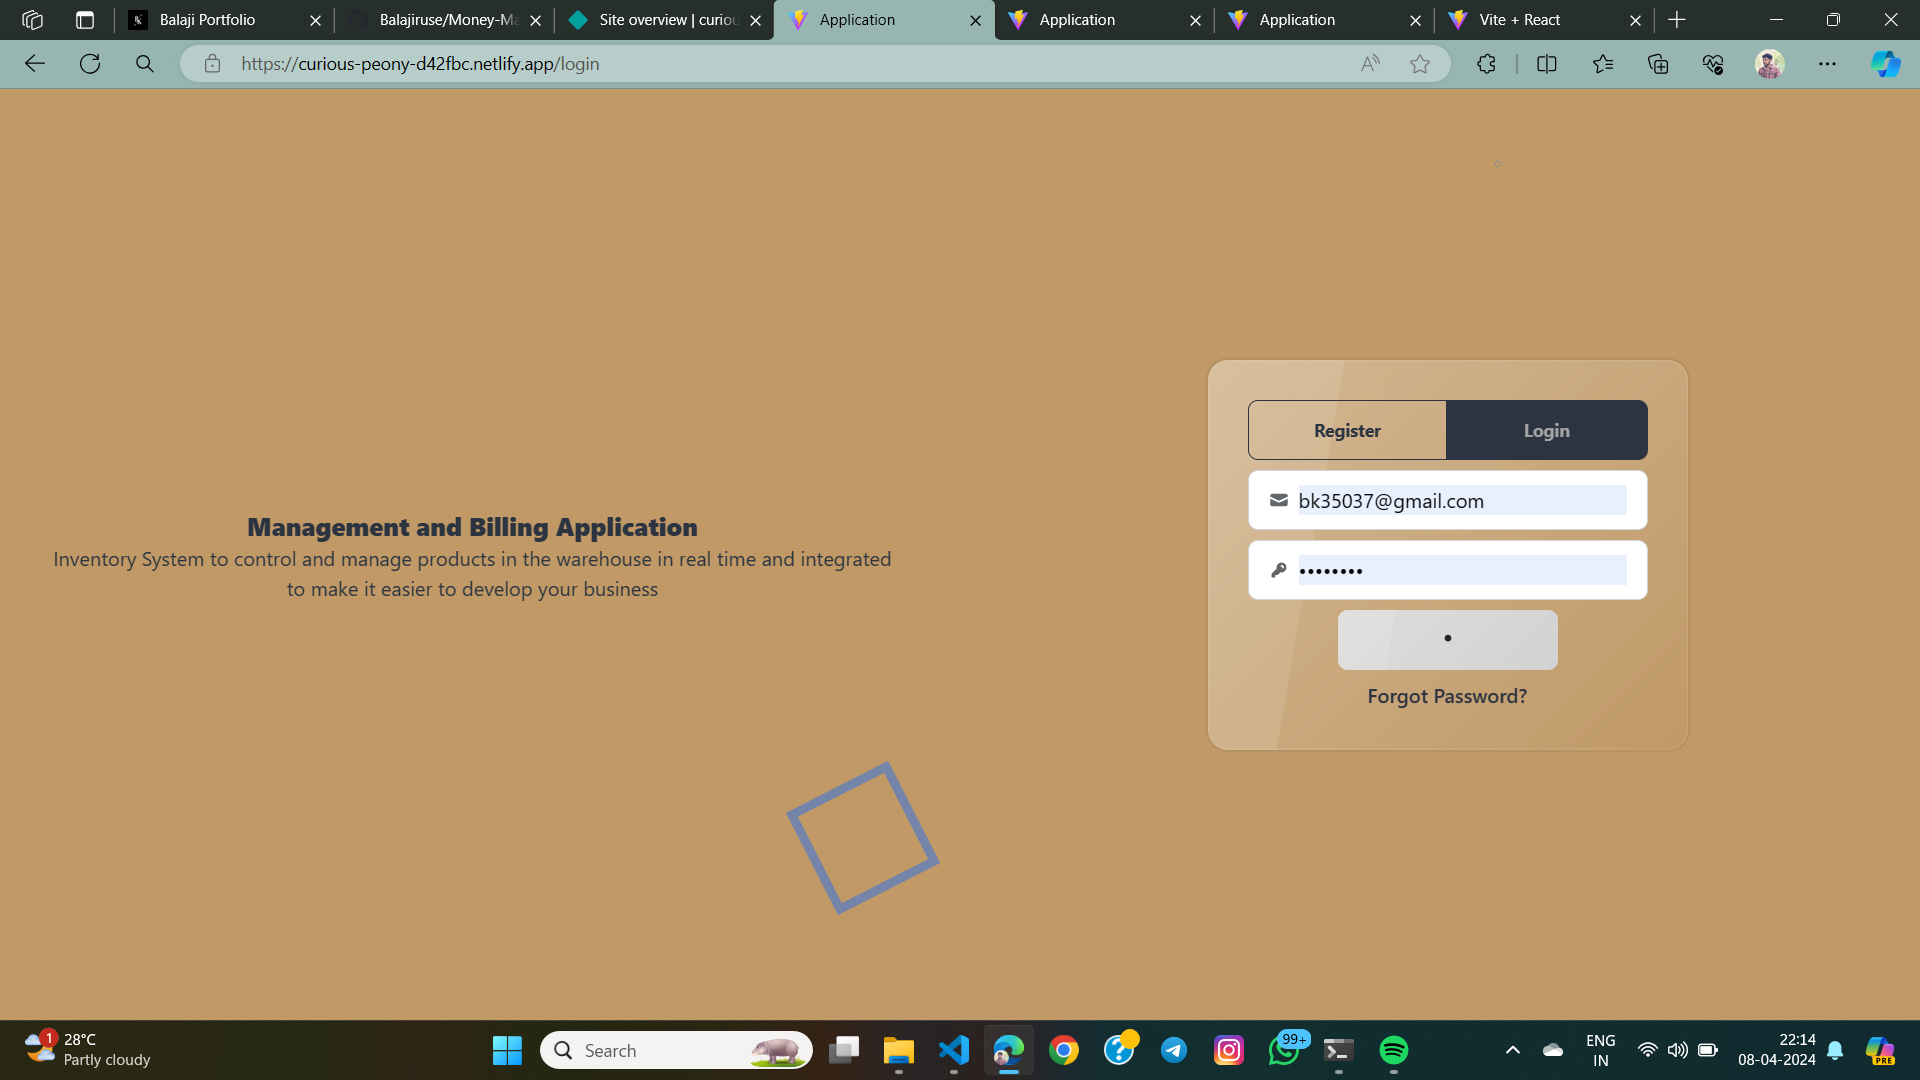 Balaji Portfolio
Balajiruse/Money-Ma
Site overview | curiou
Application
Application
Application
Vite + React
https://curious-peony-d42fbc.netlify.app/login
Register
Login
bk35037@gmail.com
••••••••
Management and Billing Application
Inventory System to control and manage products in the warehouse in real time and integrated
to make it easier to develop your business
Forgot Password?
1
28°C
Partly cloudy
Search
99+
ENG
IN
22:14
08-04-2024
PRE